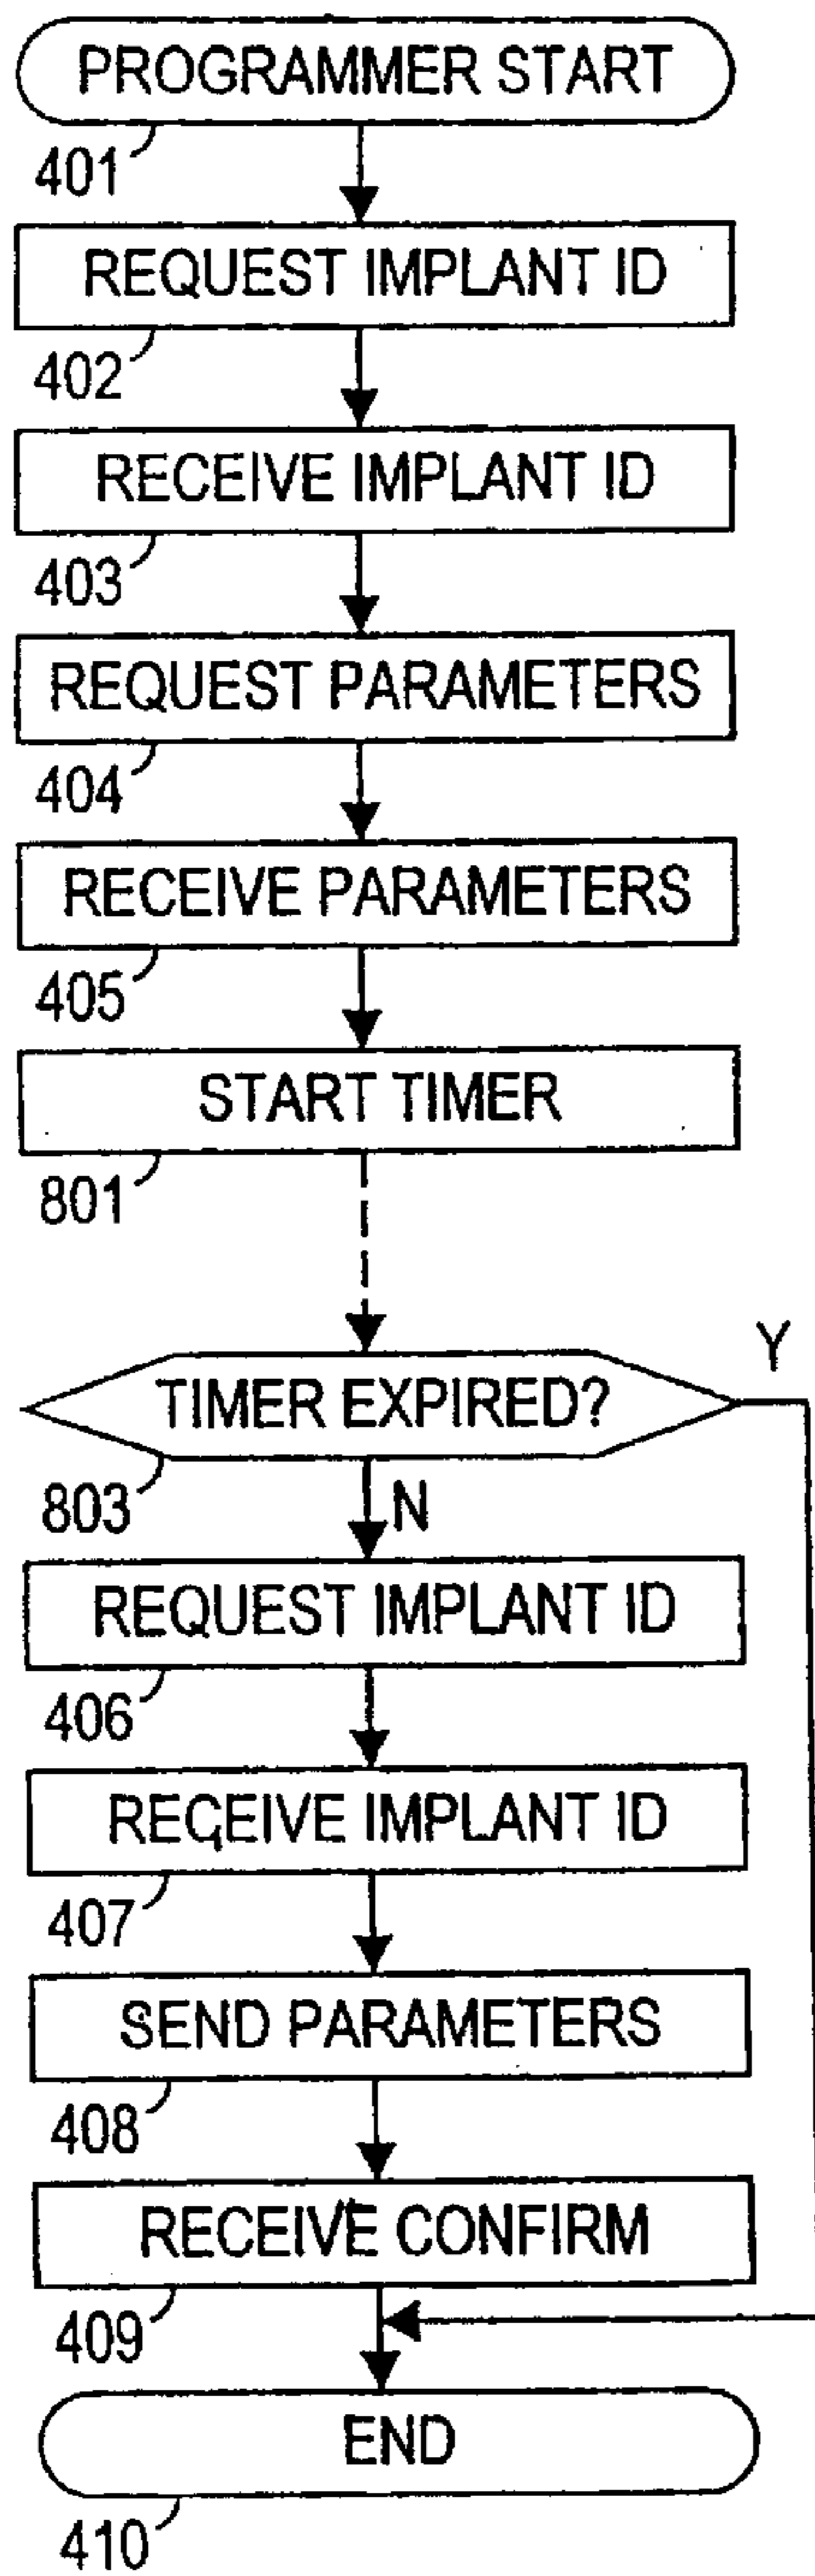 PROGRAMMER START
401
REQUEST IMPLANT ID
402
RECEIVE IMPLANT ID
403
REQUEST PARAMETERS
404
RECEIVE PARAMETERS
405
START TIMER
801
Y
TIMER EXPIRED?
803
N
REQUEST IMPLANT ID
406
RECEIVE IMPLANT ID
407
SEND PARAMETERS
408
RECEIVE CONFIRM
409
END
410